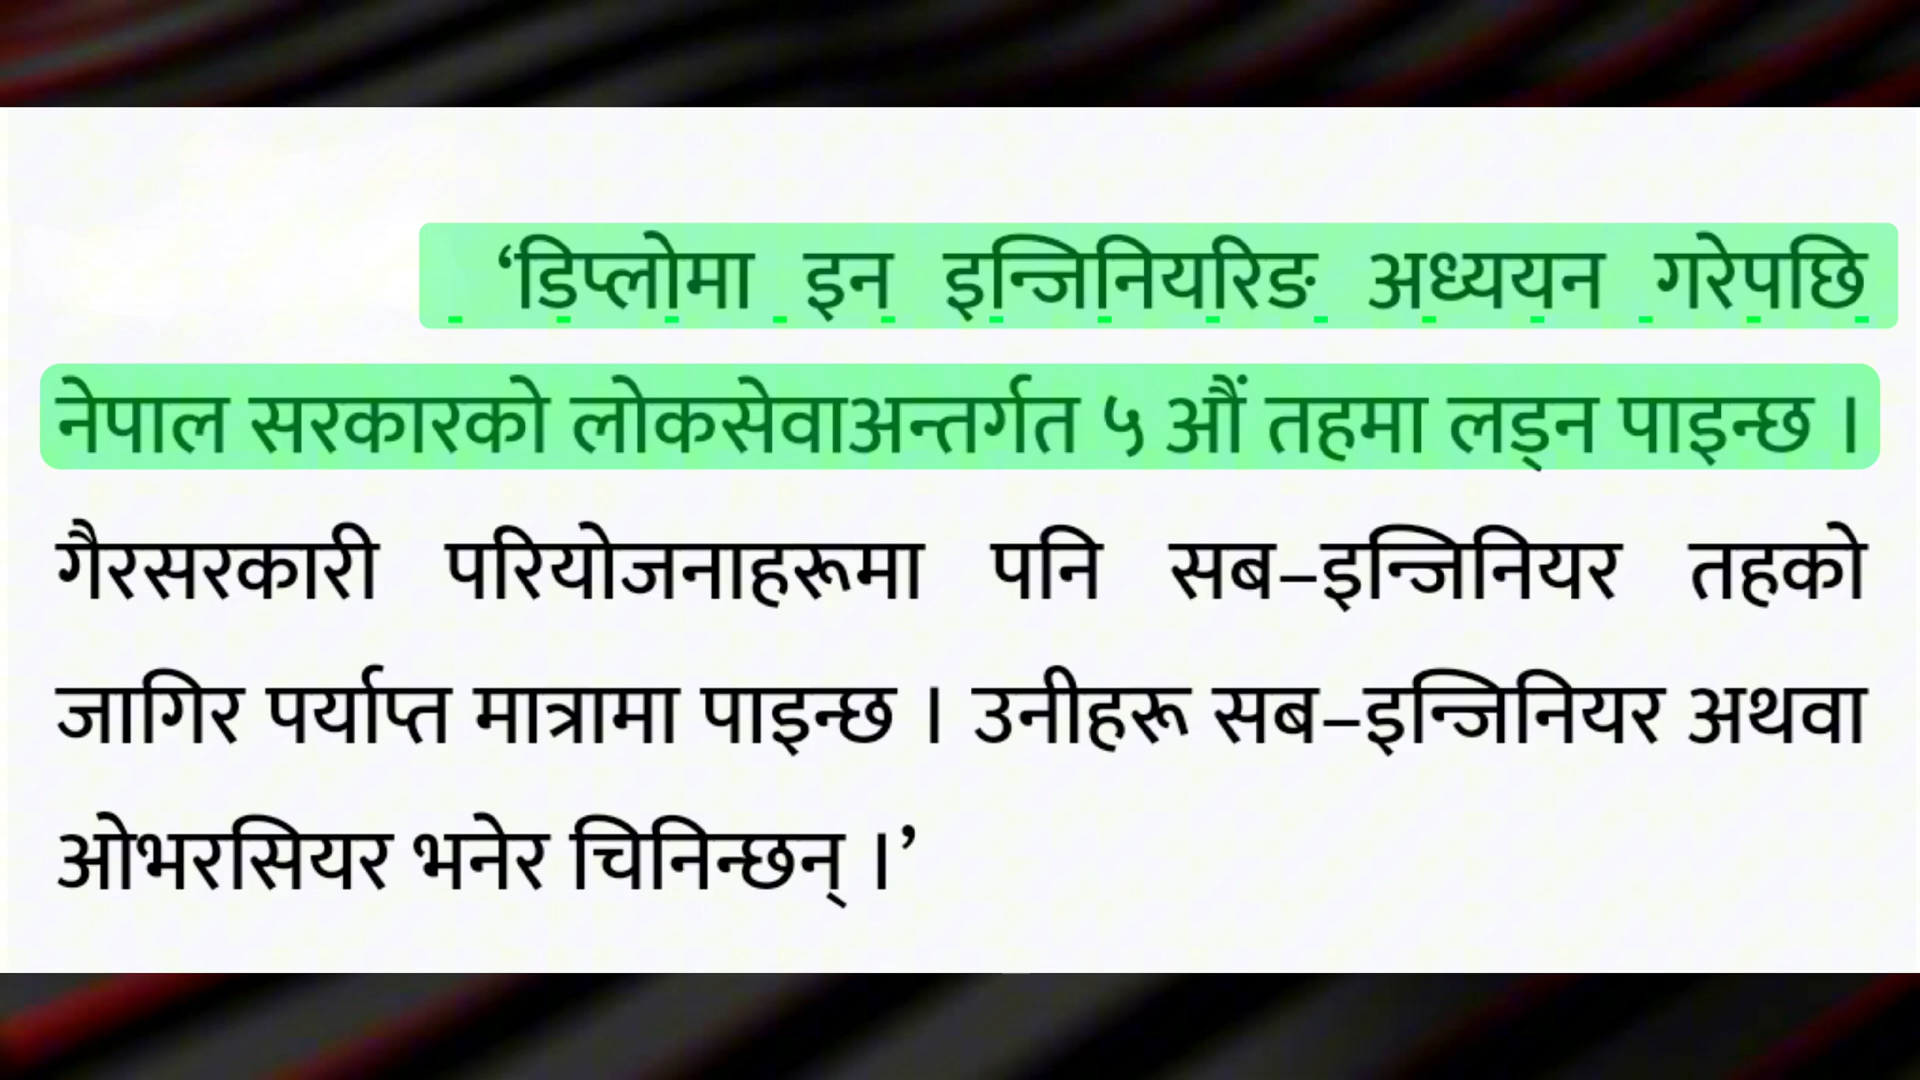 ‘डिप्लोमा इन इन्जिनियरिङ अध्ययन गरेपछि
नेपाल सरकारको लोकसेवाअन्तर्गत ५ औं तहमा लड्न पाइन्छ ।
गैरसरकारी परियोजनाहरूमा पनि सब–इन्जिनियर तहको
जागिर पर्याप्त मात्रामा पाइन्छ । उनीहरू सब–इन्जिनियर अथवा
ओभरसियर भनेर चिनिन्छन् ।’